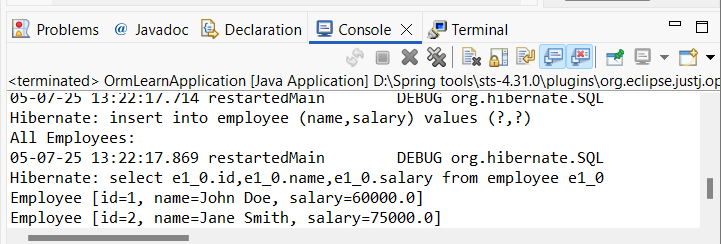 Problems @ Javadoc Declaration Console Terminal
<terminated> OrmLearnApplication [Java Application] D:\Spring tools\sts-4.31.0\plugins\org.eclipse.justj.op
05-07-25 13:22:17.714 restartedMain DEBUG org.hibernate.SQL
Hibernate: insert into employee (name,salary) values (?,?)
All Employees:
05-07-25 13:22:17.869 restartedMain DEBUG org.hibernate.SQL
Hibernate: select e1_0.id,e1_0.name,e1_0.salary from employee e1_0
Employee [id=1, name=John Doe, salary=60000.0]
Employee [id=2, name=Jane Smith, salary=75000.0]